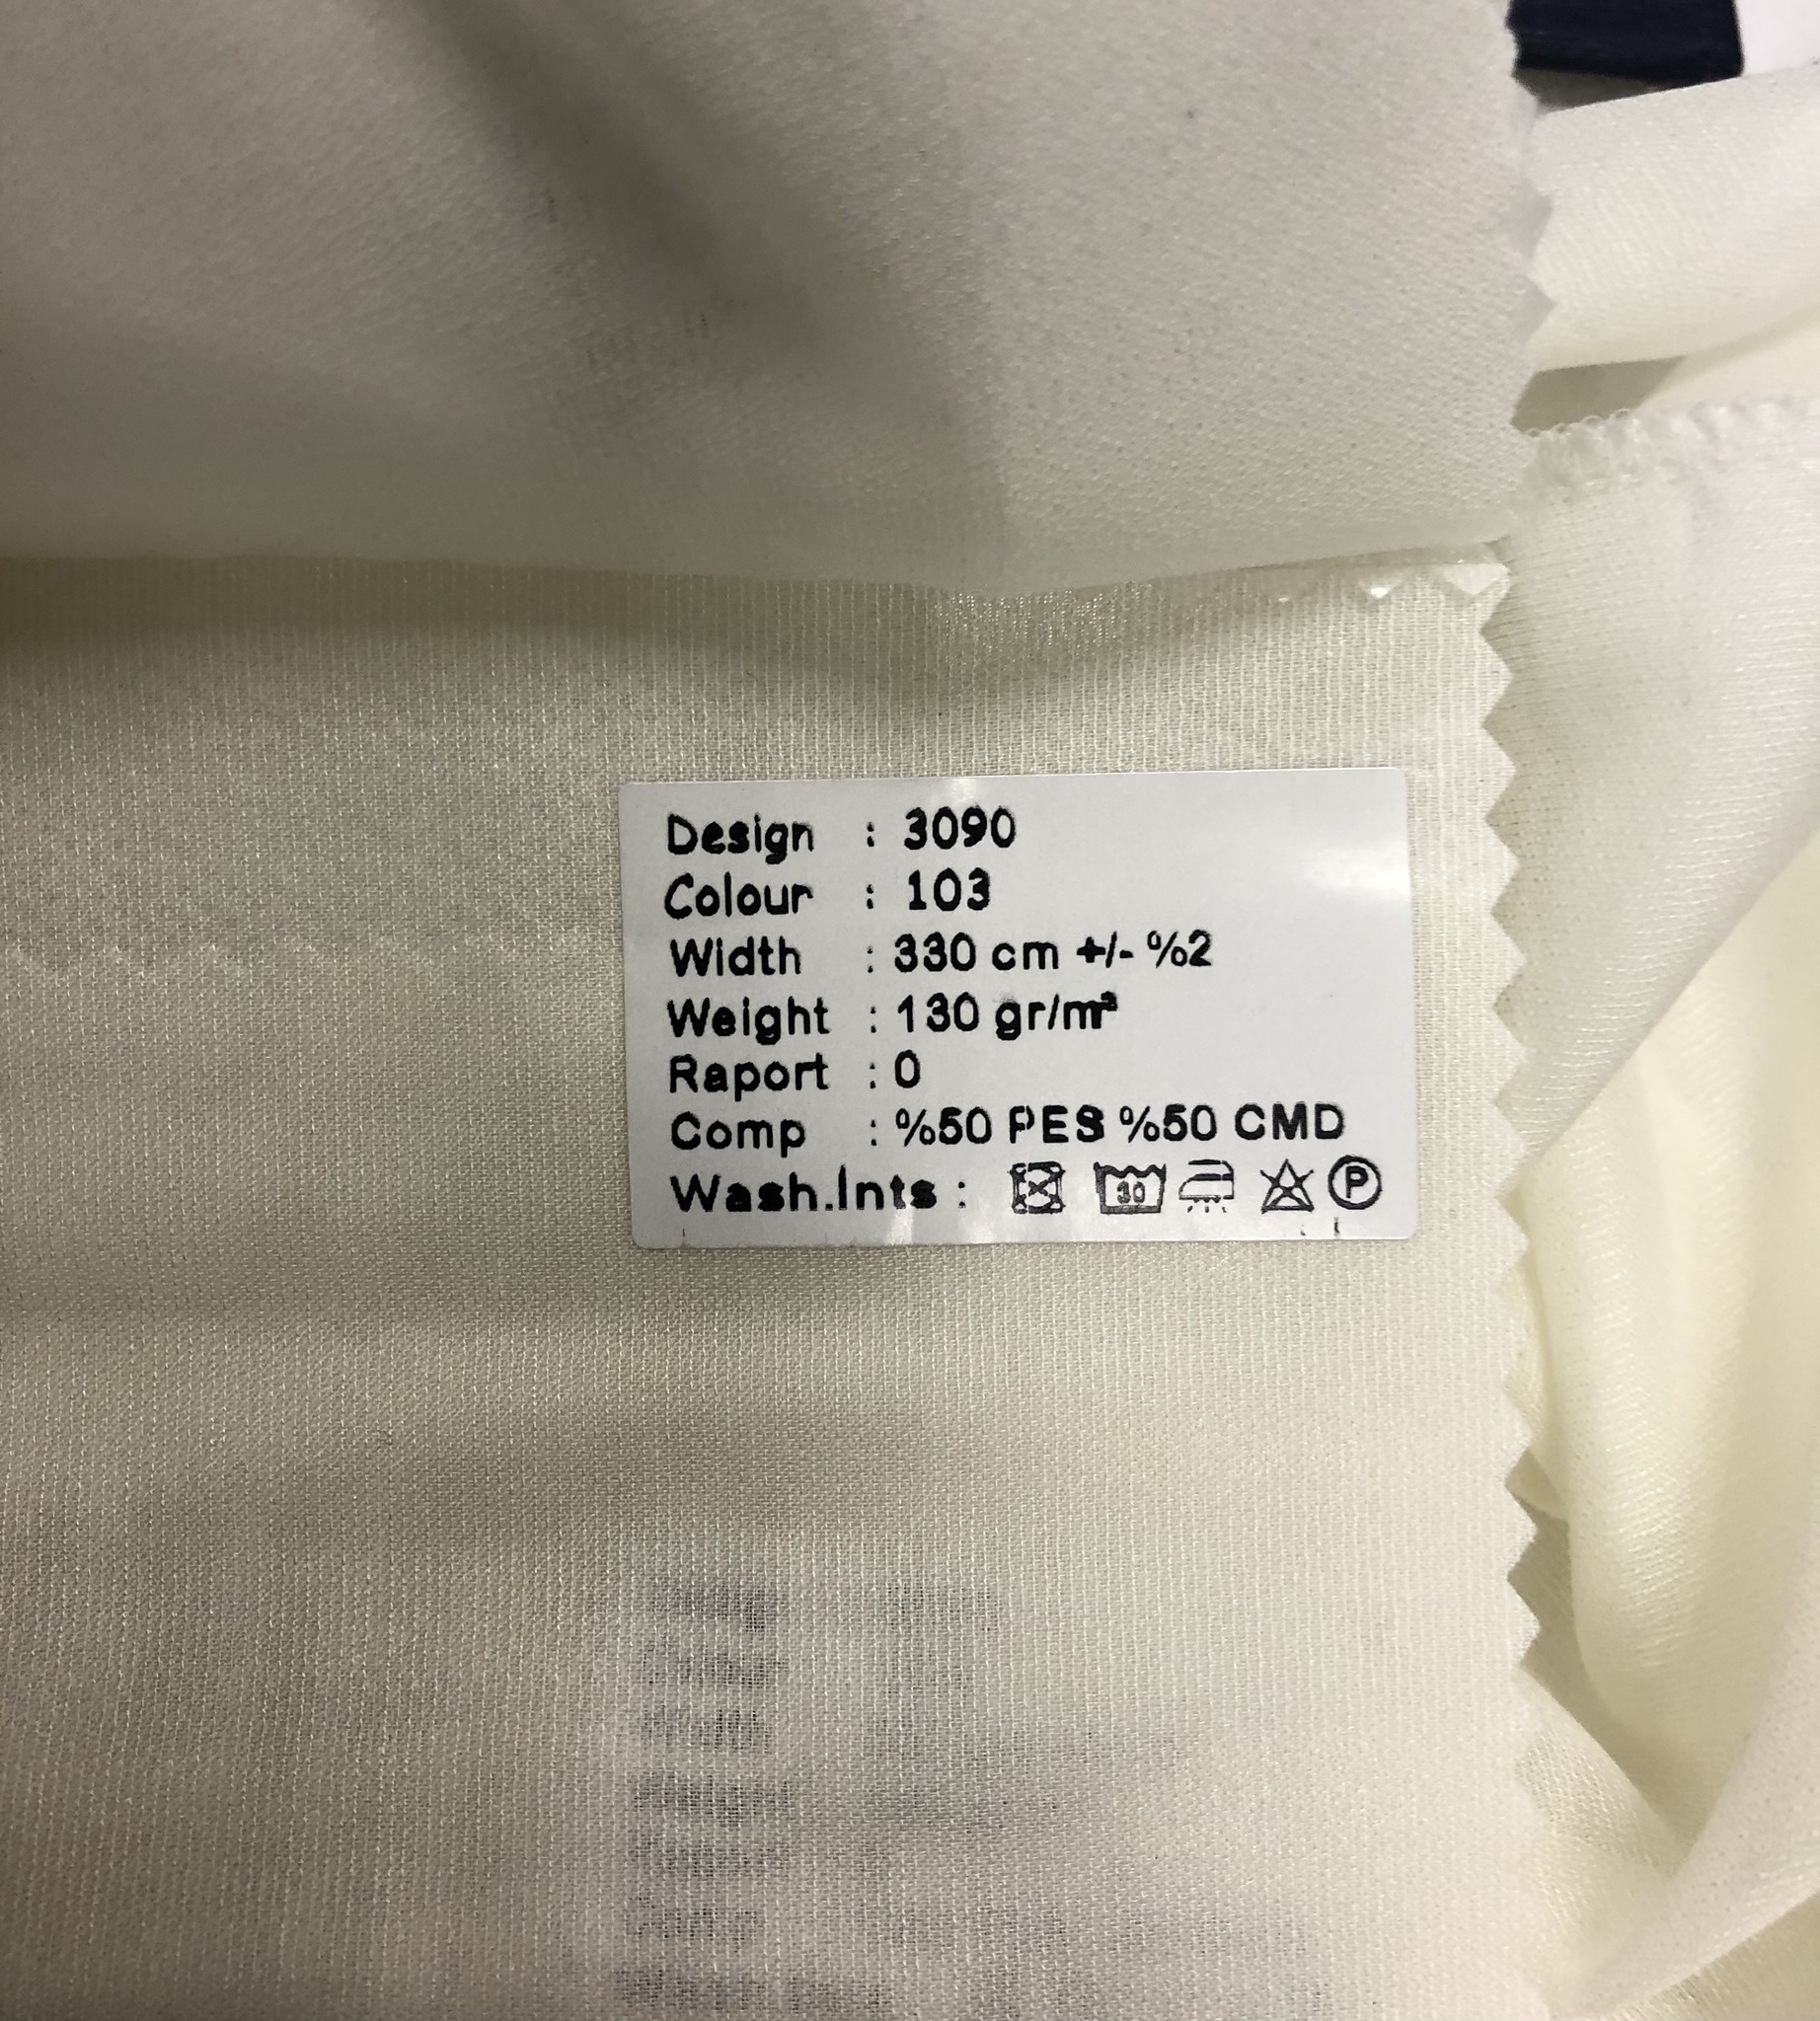 Design : 3090
Colour : 103
Width : 330 cm +/- %2
Weight : 130 gr/m²
Raport : 0
Comp : %50 PES %50 CMD
Wash.Ints : 30 P